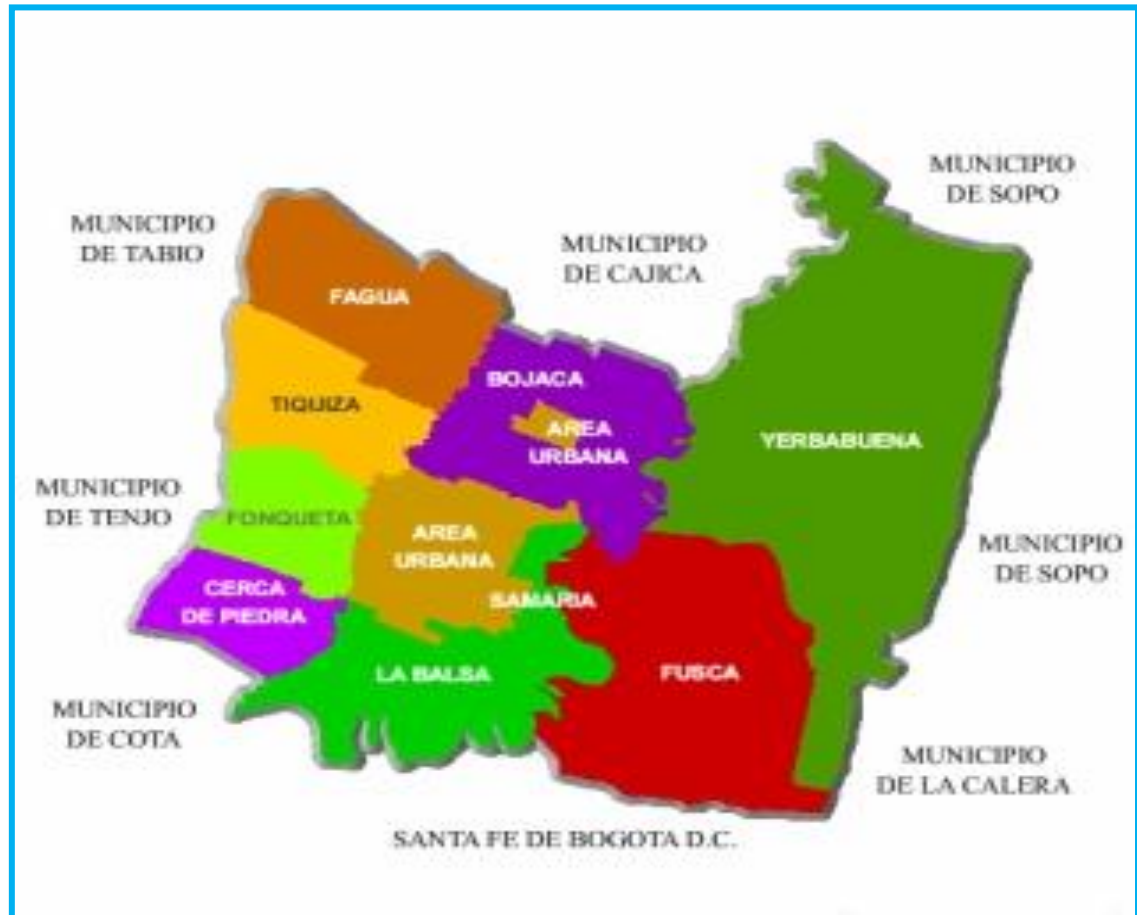 MUNICIPIO
DE SOPO
MUNICIPIO
DE TABIO
MUNICIPIO
DE CAJICA
FAGUA
BOJACA
TIQUIZA
AREA
URBANA
YERBABUENA
MUNICIPIO
DE TENJO
FONQUETA
AREA
URBANA
MUNICIPIO
DE SOPO
CERCA
DE PIEDRA
SAMARIA
LA BALSA
FUSCA
MUNICIPIO
DE COTA
MUNICIPIO
DE LA CALERA
SANTA FE DE BOGOTA D.C.